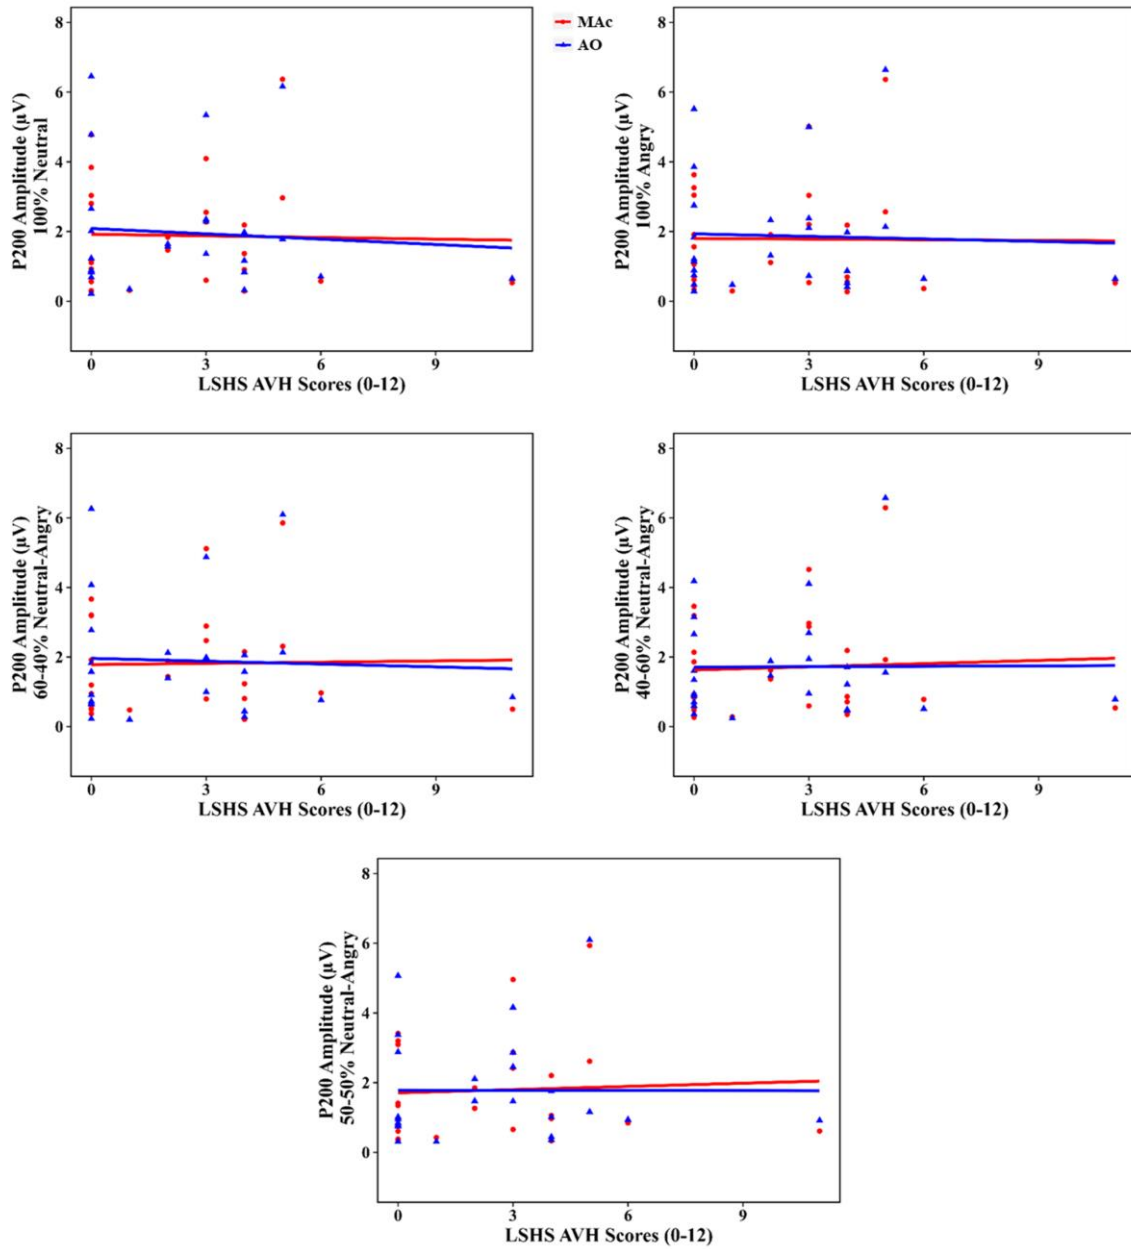 MAc
AO
P200 Amplitude (µV)
100% Neutral
8
6
4
2
0
0 3 6 9
LSHS AVH Scores (0-12)
P200 Amplitude (µV)
100% Angry
8
6
4
2
0
0 3 6 9
LSHS AVH Scores (0-12)
P200 Amplitude (µV)
60-40% Neutral-Angry
8
6
4
2
0
0 3 6 9
LSHS AVH Scores (0-12)
P200 Amplitude (µV)
40-60% Neutral-Angry
8
6
4
2
0
0 3 6 9
LSHS AVH Scores (0-12)
P200 Amplitude (µV)
50-50% Neutral-Angry
8
6
4
2
0
0 3 6 9
LSHS AVH Scores (0-12)